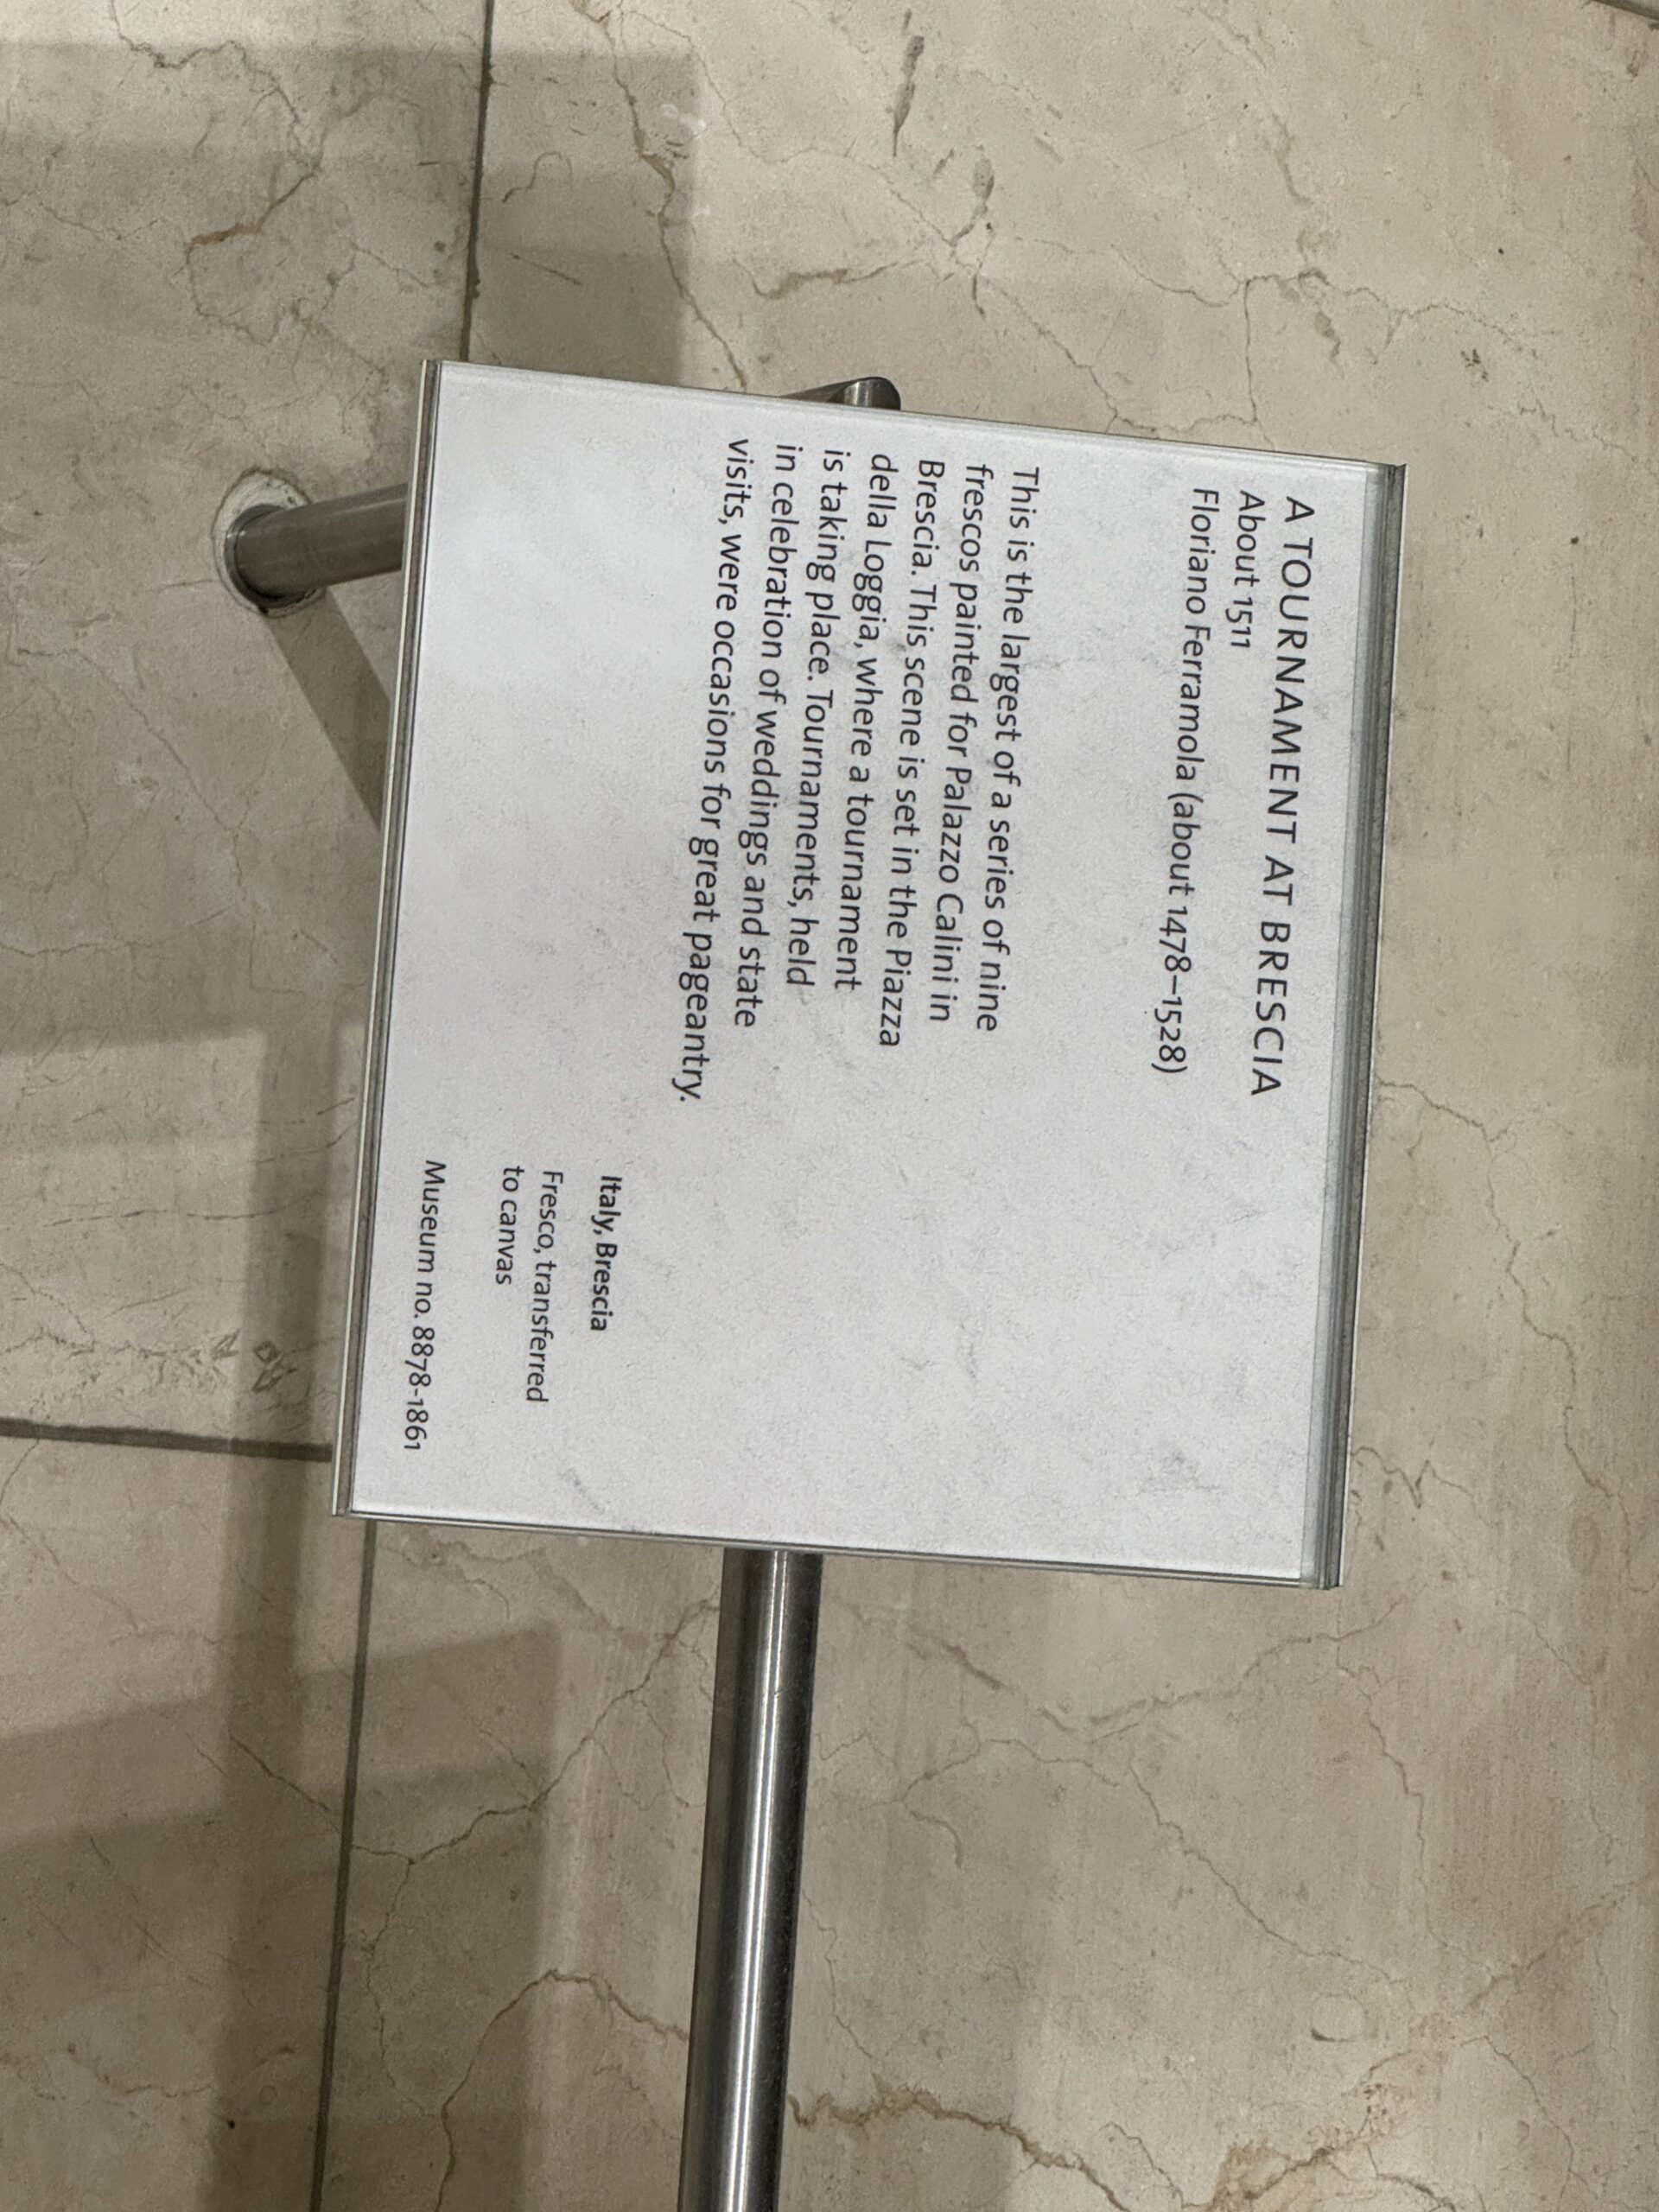 A TOURNAMENT AT BRESCIA
About 1511
Floriano Ferramola (about 1478–1528)
This is the largest of a series of nine
frescos painted for Palazzo Calini in
Brescia. This scene is set in the Piazza
della Loggia, where a tournament
is taking place. Tournaments, held
in celebration of weddings and state
visits, were occasions for great pageantry.
Italy, Brescia
Fresco, transferred
to canvas
Museum no. 8878-1861